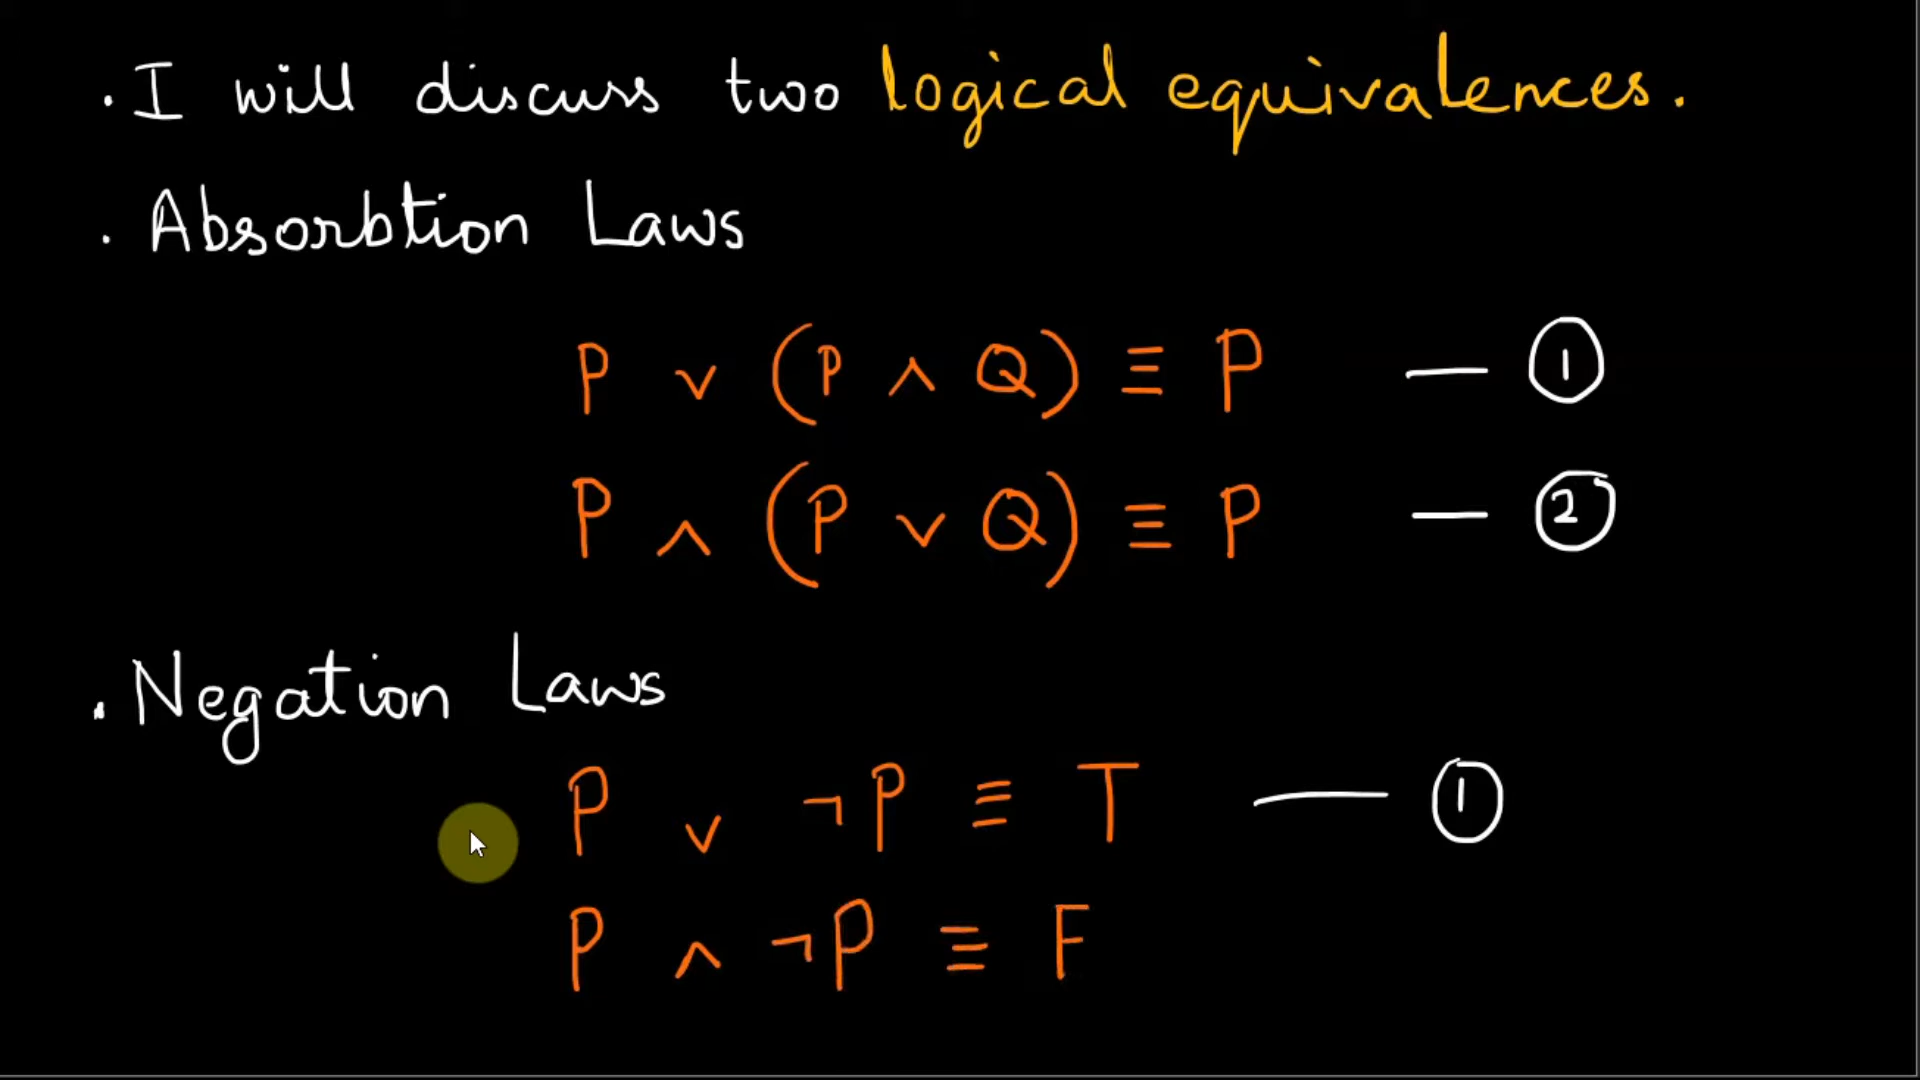 . I will discuss two logical equivalences.
. Absorbtion Laws
P ∨ (P ∧ Q) ≡ P — ①
P ∧ (P ∨ Q) ≡ P — ②
. Negation Laws
P ∨ ¬P ≡ T — ①
P ∧ ¬P ≡ F